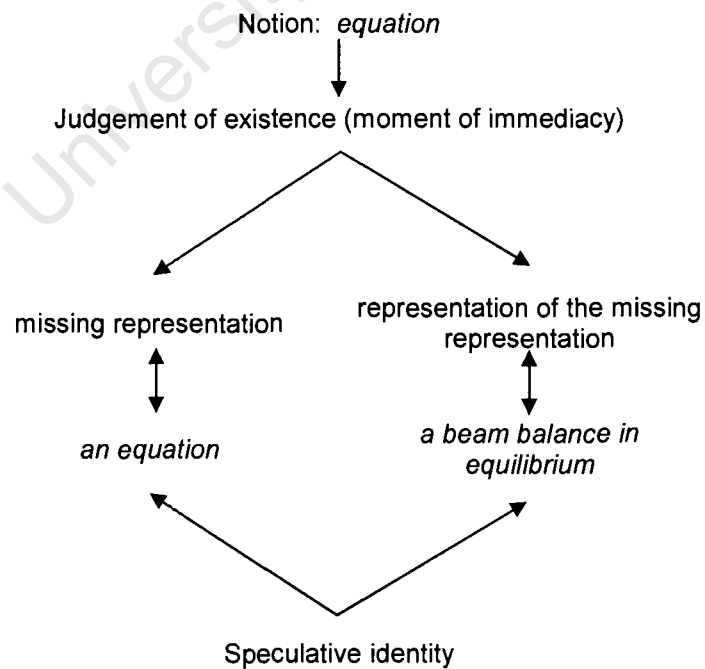 Notion: equation
Judgement of existence (moment of immediacy)
missing representation
representation of the missing
representation
an equation
a beam balance in
equilibrium
Speculative identity